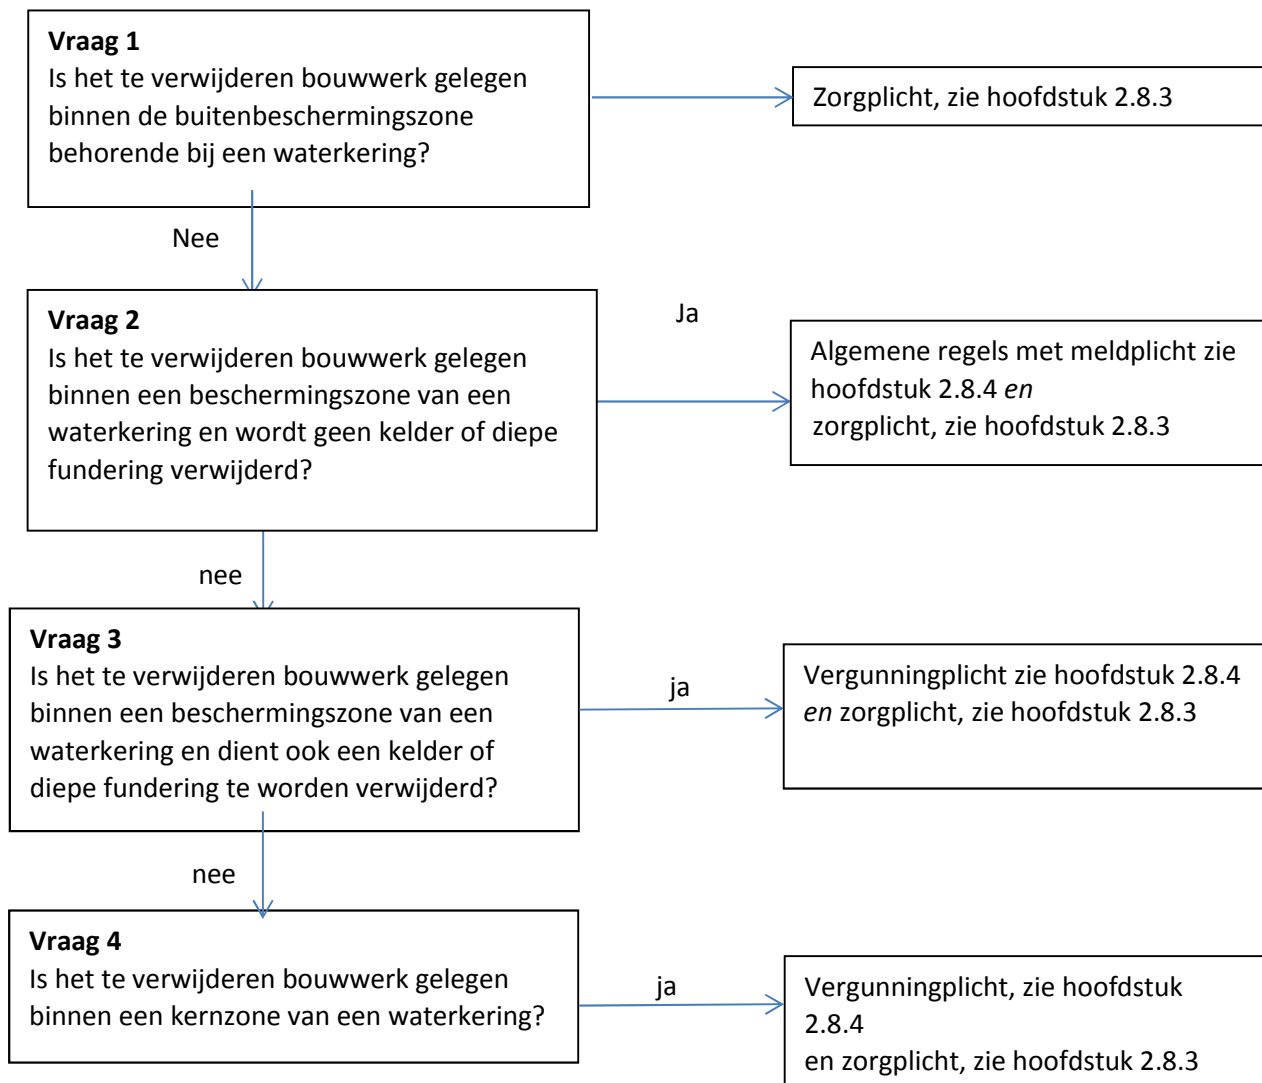 Vraag 1
Is het te verwijderen bouwwerk gelegen
binnen de buitenbeschermingszone
behorende bij een waterkering?
Zorgplicht, zie hoofdstuk 2.8.3
Nee
Vraag 2
Is het te verwijderen bouwwerk gelegen
binnen een beschermingszone van een
waterkering en wordt geen kelder of diepe
fundering verwijderd?
Ja
Algemene regels met meldplicht zie
hoofdstuk 2.8.4 en
zorgplicht, zie hoofdstuk 2.8.3
nee
Vraag 3
Is het te verwijderen bouwwerk gelegen
binnen een beschermingszone van een
waterkering en dient ook een kelder of
diepe fundering te worden verwijderd?
ja
Vergunningplicht zie hoofdstuk 2.8.4
en zorgplicht, zie hoofdstuk 2.8.3
nee
Vraag 4
Is het te verwijderen bouwwerk gelegen
binnen een kernzone van een waterkering?
ja
Vergunningplicht, zie hoofdstuk
2.8.4
en zorgplicht, zie hoofdstuk 2.8.3